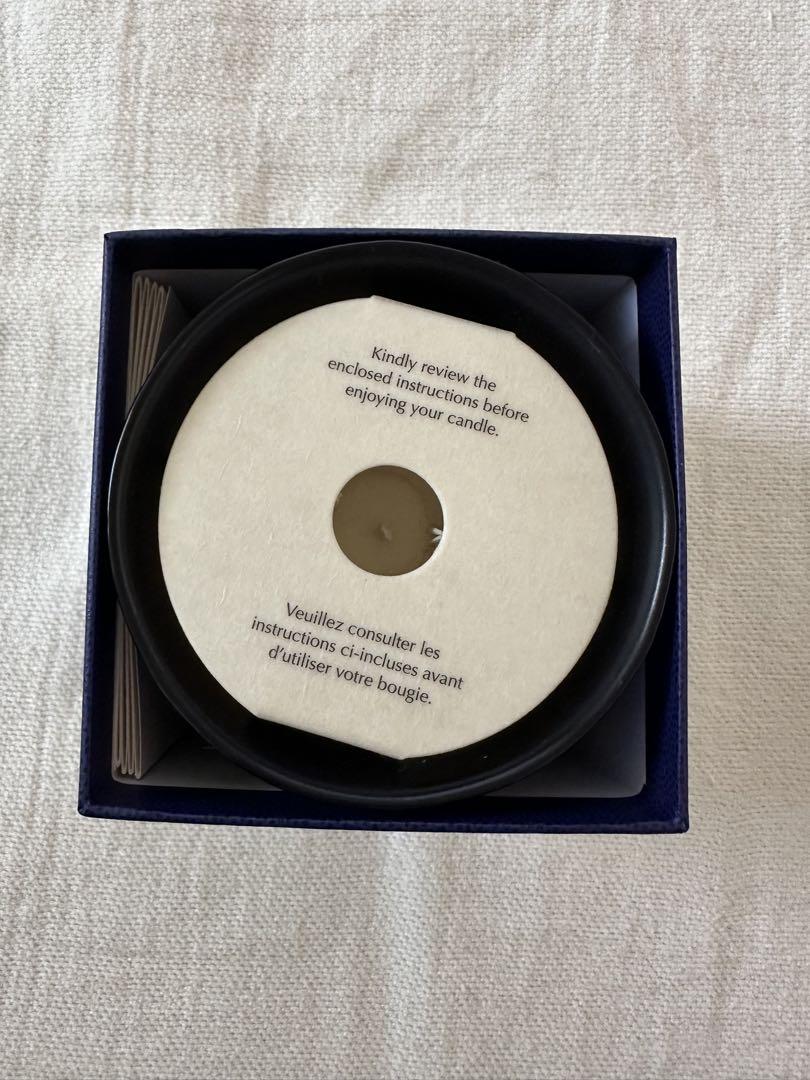 Kindly review the
enclosed instructions before
enjoying your candle.
Veuillez consulter les
instructions ci-incluses avant
d'utiliser votre bougie.